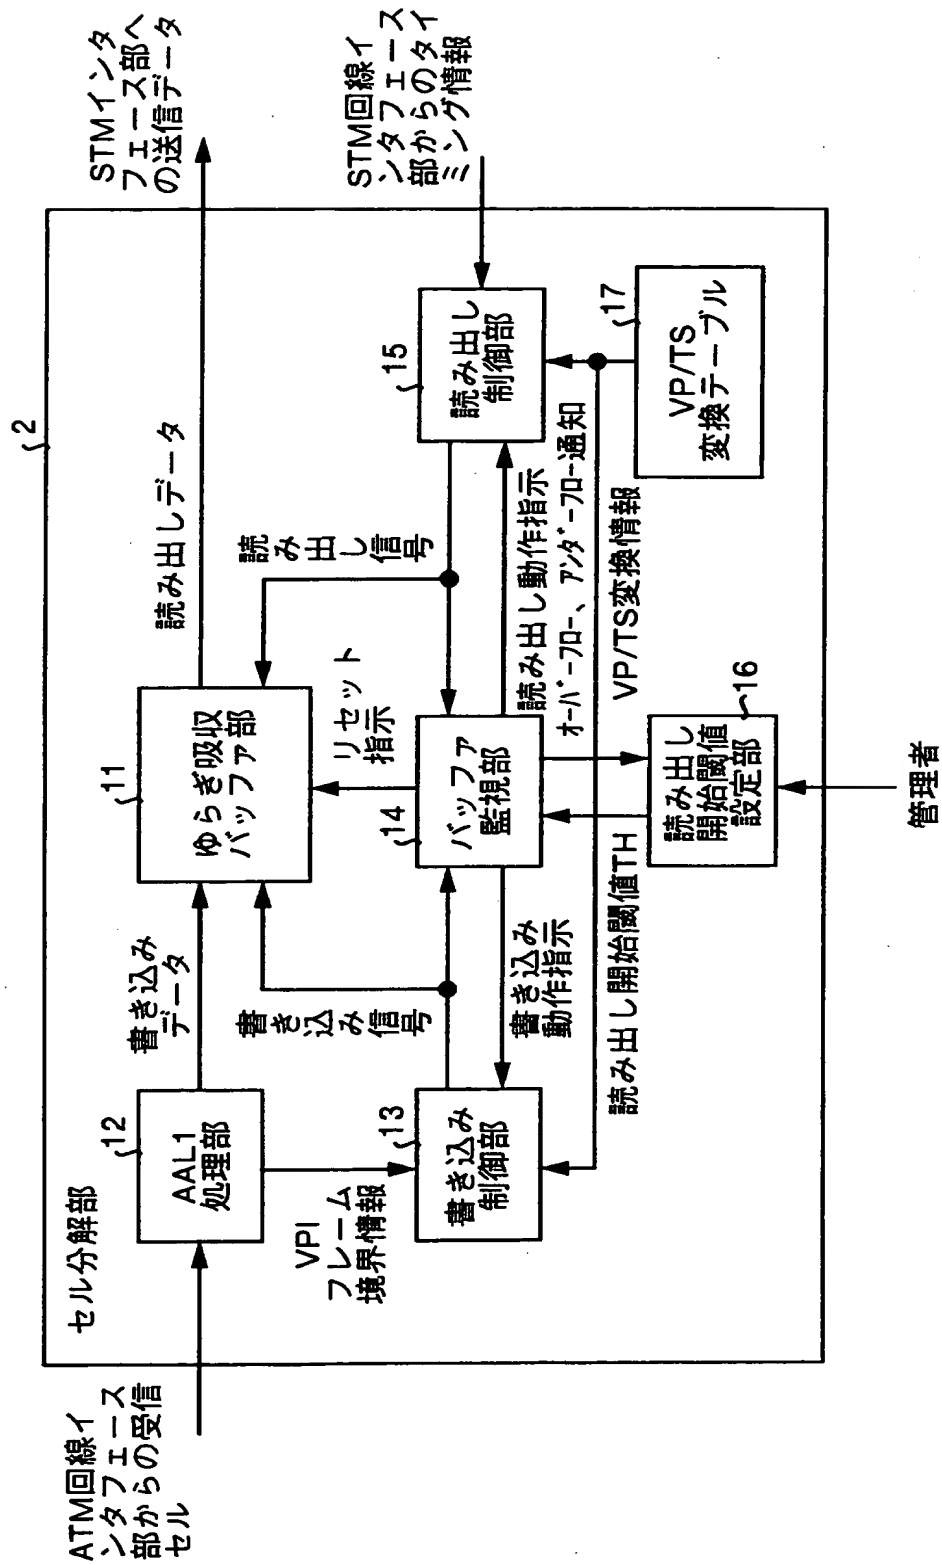 2
セル分解部
ATM回線イ
ンタフェース
部からの受信
セル
12
AAL1
処理部
書き込み
データ
11
ゆらぎ吸収
バッファ部
読み出しデータ
STMインタ
フェース部へ
の送信データ
VPI
フレーム
境界情報
書き込み信号
リセット
指示
読み出し信号
13
書き込み
制御部
14
バッファ
監視部
15
読み出し
制御部
STM回線イ
ンタフェース
部からのタイ
ミング情報
書き込み
動作指示
読み出し動作指示
オーバーフロー、アンダーフロー通知
読み出し開始閾値TH
VP/TS変換情報
16
読み出し
開始閾値
設定部
17
VP/TS
変換テーブル
管理者